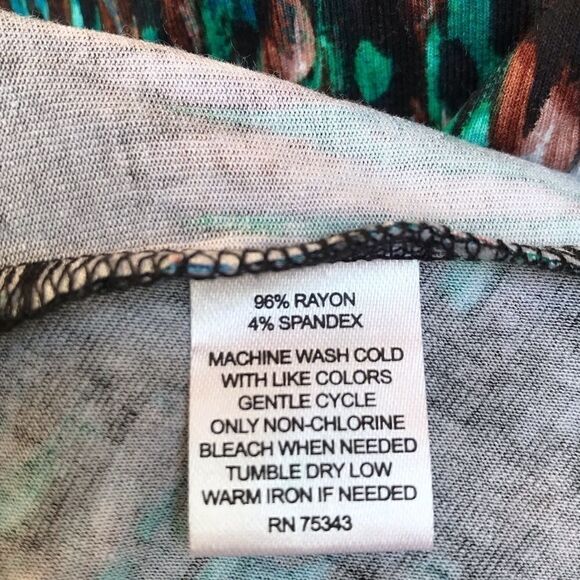 96% RAYON
4% SPANDEX
MACHINE WASH COLD
WITH LIKE COLORS
GENTLE CYCLE
ONLY NON-CHLORINE
BLEACH WHEN NEEDED
TUMBLE DRY LOW
WARM IRON IF NEEDED
RN 75343